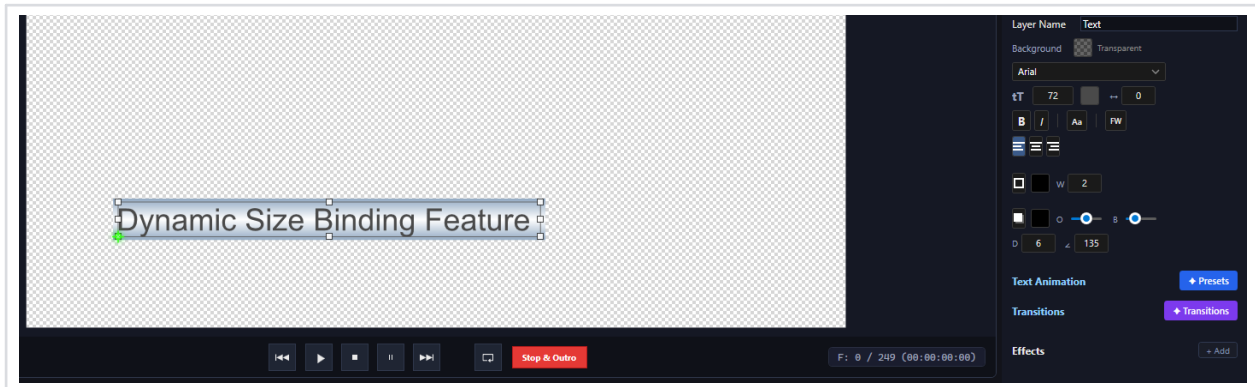 Layer Name Text
Background Transparent
Arial
tT 72 ↔ 0
B I Aa FW
W 2
O B
D 6 ∡ 135
Text Animation + Presets
Transitions + Transitions
Effects + Add
Dynamic Size Binding Feature
Stop & Outro
F: 0 / 249 (00:00:00:00)